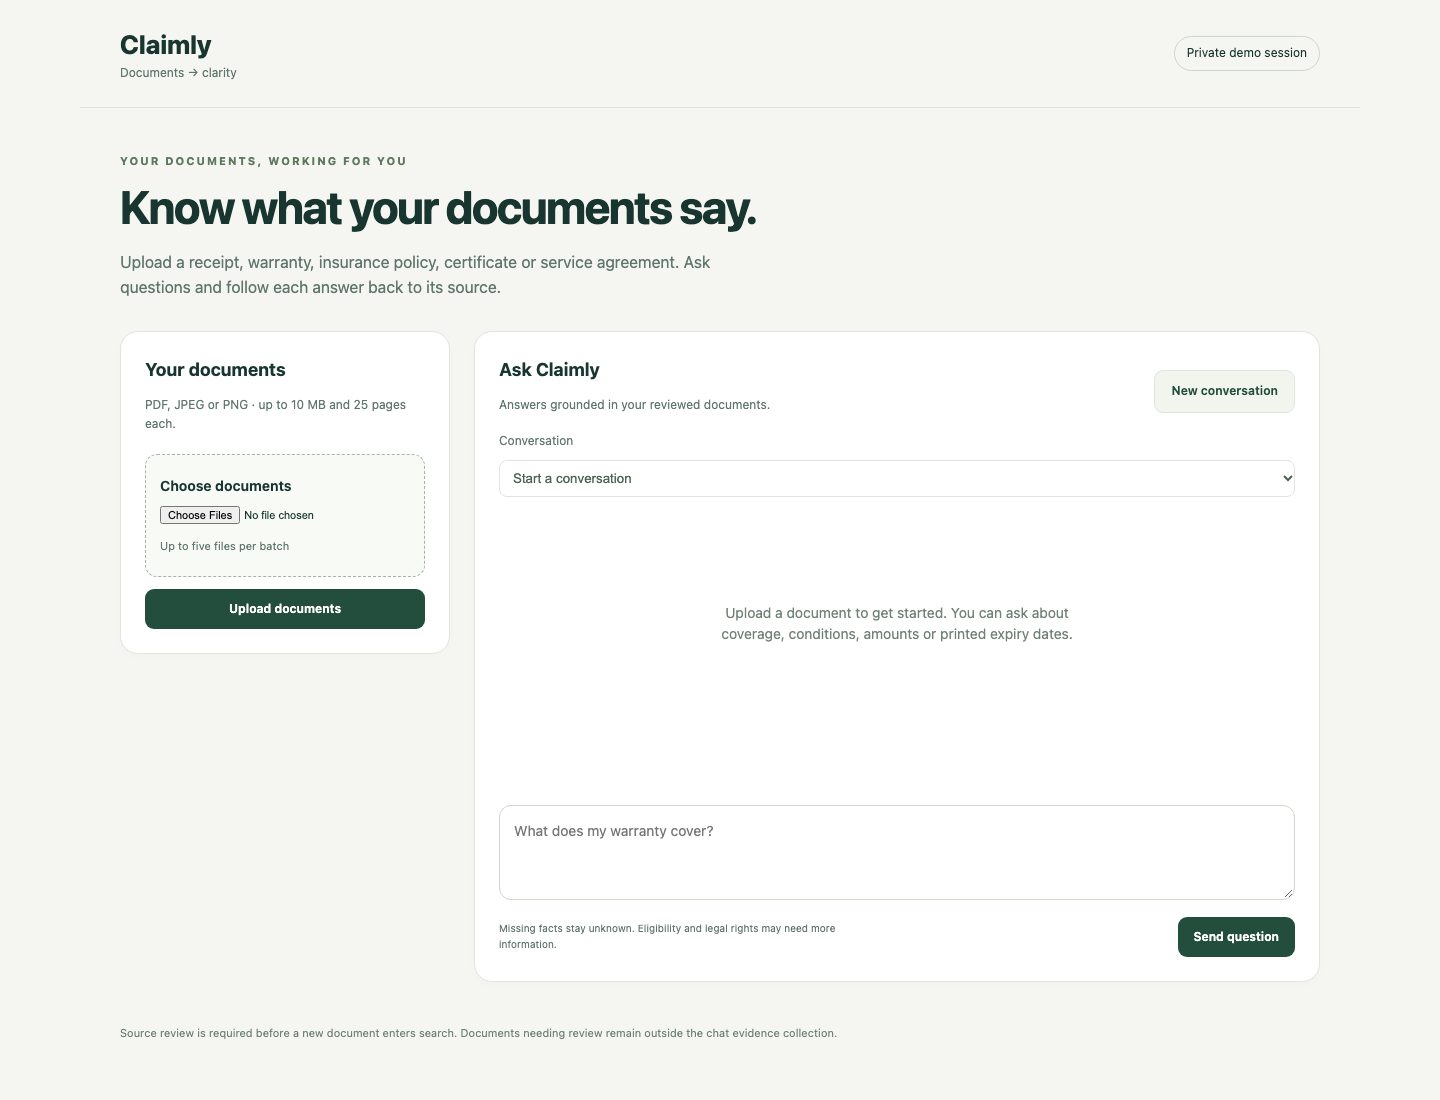 Claimly
Documents → clarity
Private demo session
YOUR DOCUMENTS, WORKING FOR YOU
Know what your documents say.
Upload a receipt, warranty, insurance policy, certificate or service agreement. Ask
questions and follow each answer back to its source.
Your documents
PDF, JPEG or PNG · up to 10 MB and 25 pages
each.
Choose documents
Choose Files No file chosen
Up to five files per batch
Upload documents
Ask Claimly
Answers grounded in your reviewed documents.
New conversation
Conversation
Start a conversation
Upload a document to get started. You can ask about
coverage, conditions, amounts or printed expiry dates.
What does my warranty cover?
Missing facts stay unknown. Eligibility and legal rights may need more
information.
Send question
Source review is required before a new document enters search. Documents needing review remain outside the chat evidence collection.